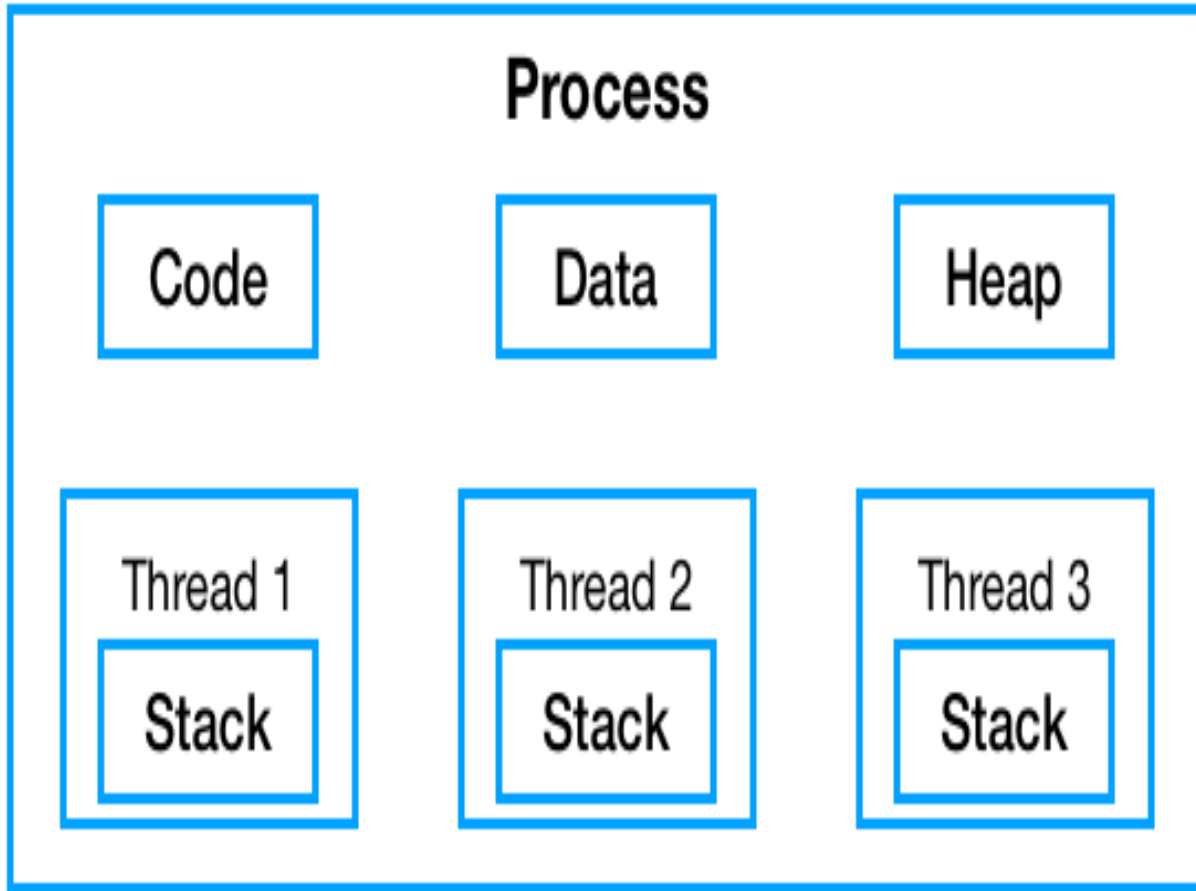 Process
Code Data Heap
Thread 1 Thread 2 Thread 3
Stack Stack Stack